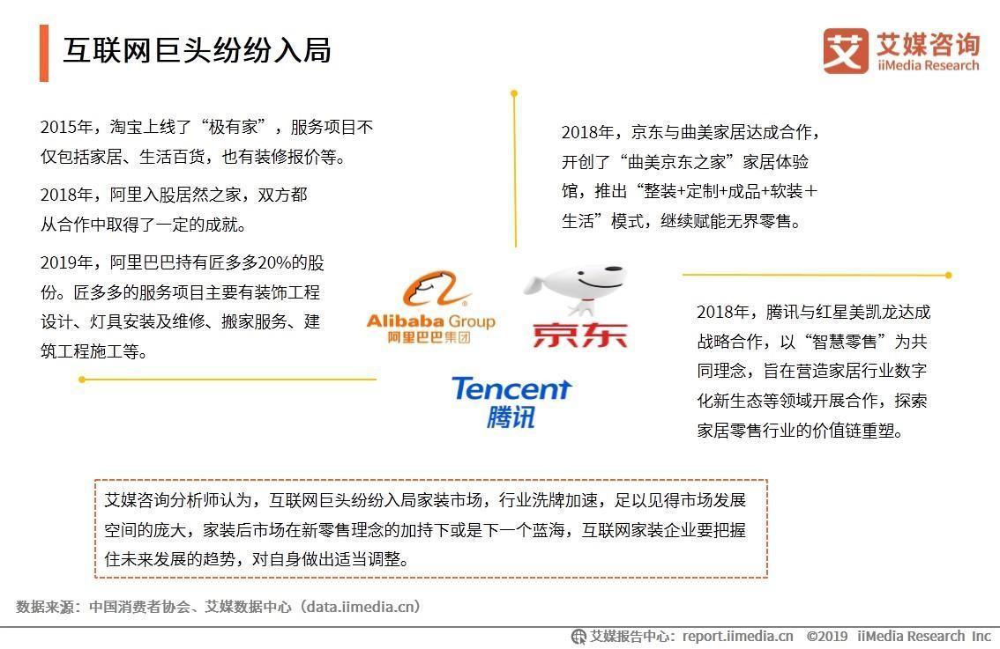 互联网巨头纷纷入局
艾 艾媒咨询
iiMedia Research
2015年，淘宝上线了“极有家”，服务项目不
仅包括家居、生活百货，也有装修报价等。
2018年，阿里入股居然之家，双方都
从合作中取得了一定的成就。
2019年，阿里巴巴持有匠多多20%的股
份。匠多多的服务项目主要有装饰工程
设计、灯具安装及维修、搬家服务、建
筑工程施工等。
2018年，京东与曲美家居达成合作，
开创了“曲美京东之家”家居体验
馆，推出“整装+定制+成品+软装＋
生活”模式，继续赋能无界零售。
Alibaba Group
阿里巴巴集团
京东
Tencent
腾讯
2018年，腾讯与红星美凯龙达成
战略合作，以“智慧零售”为共
同理念，旨在营造家居行业数字
化新生态等领域开展合作，探索
家居零售行业的价值链重塑。
艾媒咨询分析师认为，互联网巨头纷纷入局家装市场，行业洗牌加速，足以见得市场发展
空间的庞大，家装后市场在新零售理念的加持下或是下一个蓝海，互联网家装企业要把握
住未来发展的趋势，对自身做出适当调整。
数据来源：中国消费者协会、艾媒数据中心（data.iimedia.cn）
艾媒报告中心：report.iimedia.cn ©2019 iiMedia Research Inc